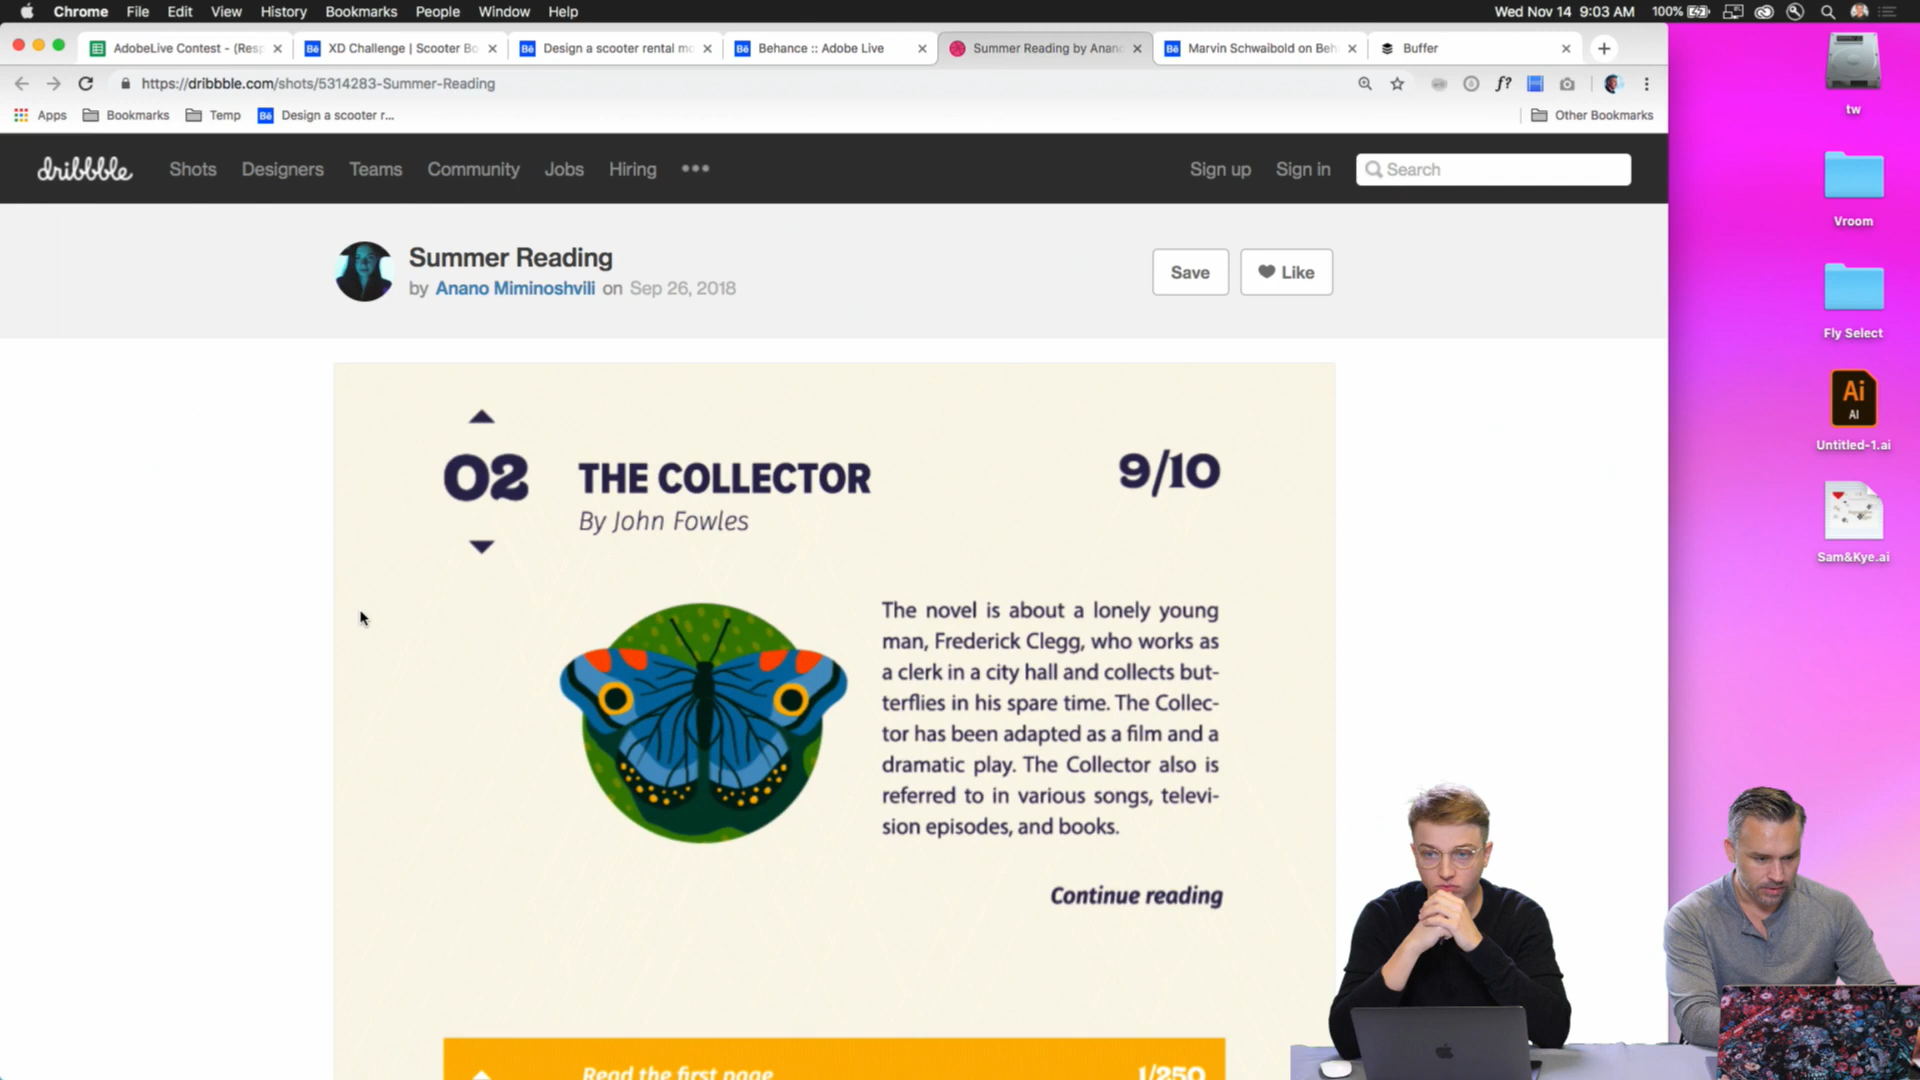 Chrome File Edit View History Bookmarks People Window Help
Wed Nov 14 9:03 AM 100%
AdobeLive Contest - (Resp
XD Challenge | Scooter Bo
Design a scooter rental mo
Behance :: Adobe Live
Summer Reading by Anano
Marvin Schwaibold on Beh
Buffer
https://dribbble.com/shots/5314283-Summer-Reading
f?
Apps Bookmarks Temp Bē Design a scooter r... Other Bookmarks
dribbble Shots Designers Teams Community Jobs Hiring Sign up Sign in Search
Summer Reading
by Anano Miminoshvili on Sep 26, 2018
Save Like
02 THE COLLECTOR 9/10
By John Fowles
The novel is about a lonely young
man, Frederick Clegg, who works as
a clerk in a city hall and collects but-
terflies in his spare time. The Collec-
tor has been adapted as a film and a
dramatic play. The Collector also is
referred to in various songs, televi-
sion episodes, and books.
Continue reading
Read the first page 1/250
tw
Vroom
Fly Select
Ai
AI
Untitled-1.ai
Sam&Kye.ai